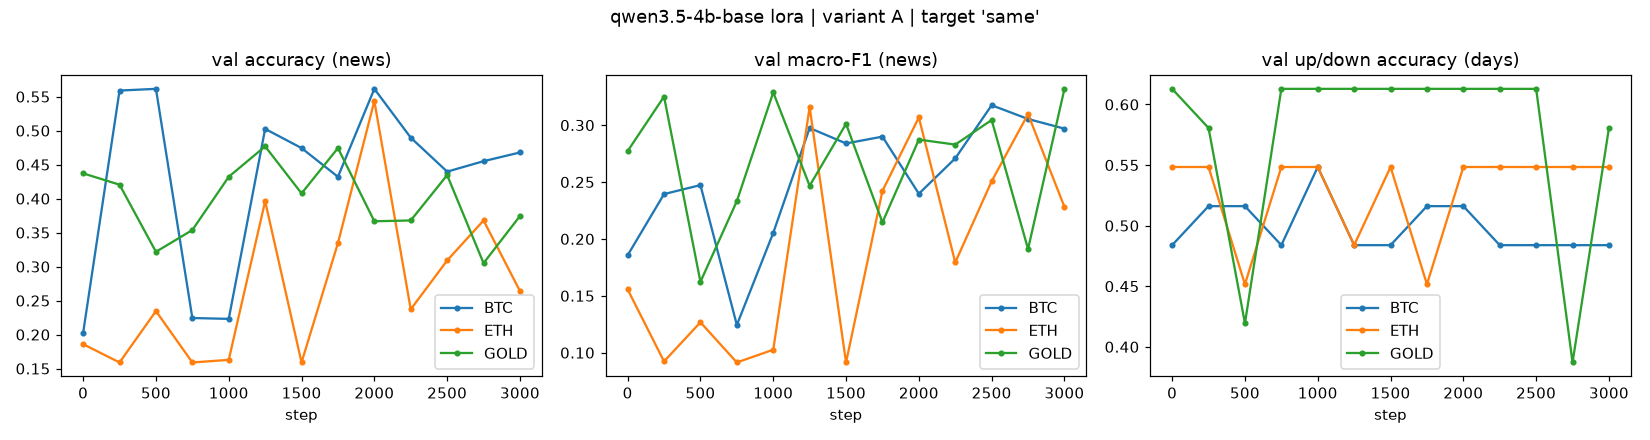 qwen3.5-4b-base lora | variant A | target 'same'
val accuracy (news)
0.55
0.50
0.45
0.40
0.35
0.30
0.25
0.20
0.15
BTC
ETH
GOLD
0 500 1000 1500 2000 2500 3000
step
val macro-F1 (news)
0.30
0.25
0.20
0.15
0.10
BTC
ETH
GOLD
0 500 1000 1500 2000 2500 3000
step
val up/down accuracy (days)
0.60
0.55
0.50
0.45
0.40
BTC
ETH
GOLD
0 500 1000 1500 2000 2500 3000
step